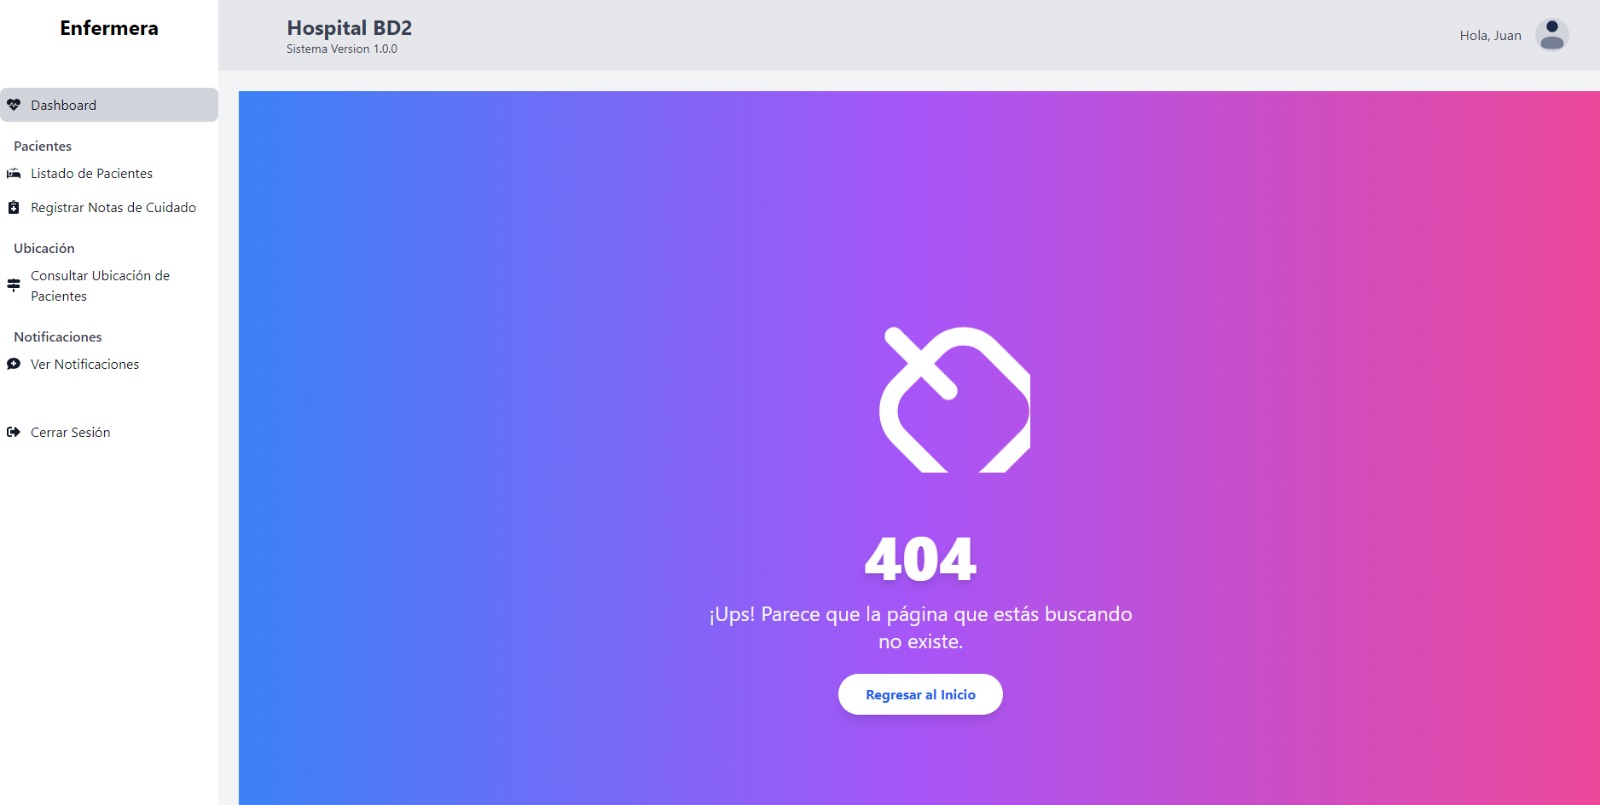 Enfermera
Hospital BD2
Sistema Version 1.0.0
Hola, Juan
Dashboard
Pacientes
Listado de Pacientes
Registrar Notas de Cuidado
Ubicación
Consultar Ubicación de
Pacientes
Notificaciones
Ver Notificaciones
Cerrar Sesión
404
¡Ups! Parece que la página que estás buscando
no existe.
Regresar al Inicio